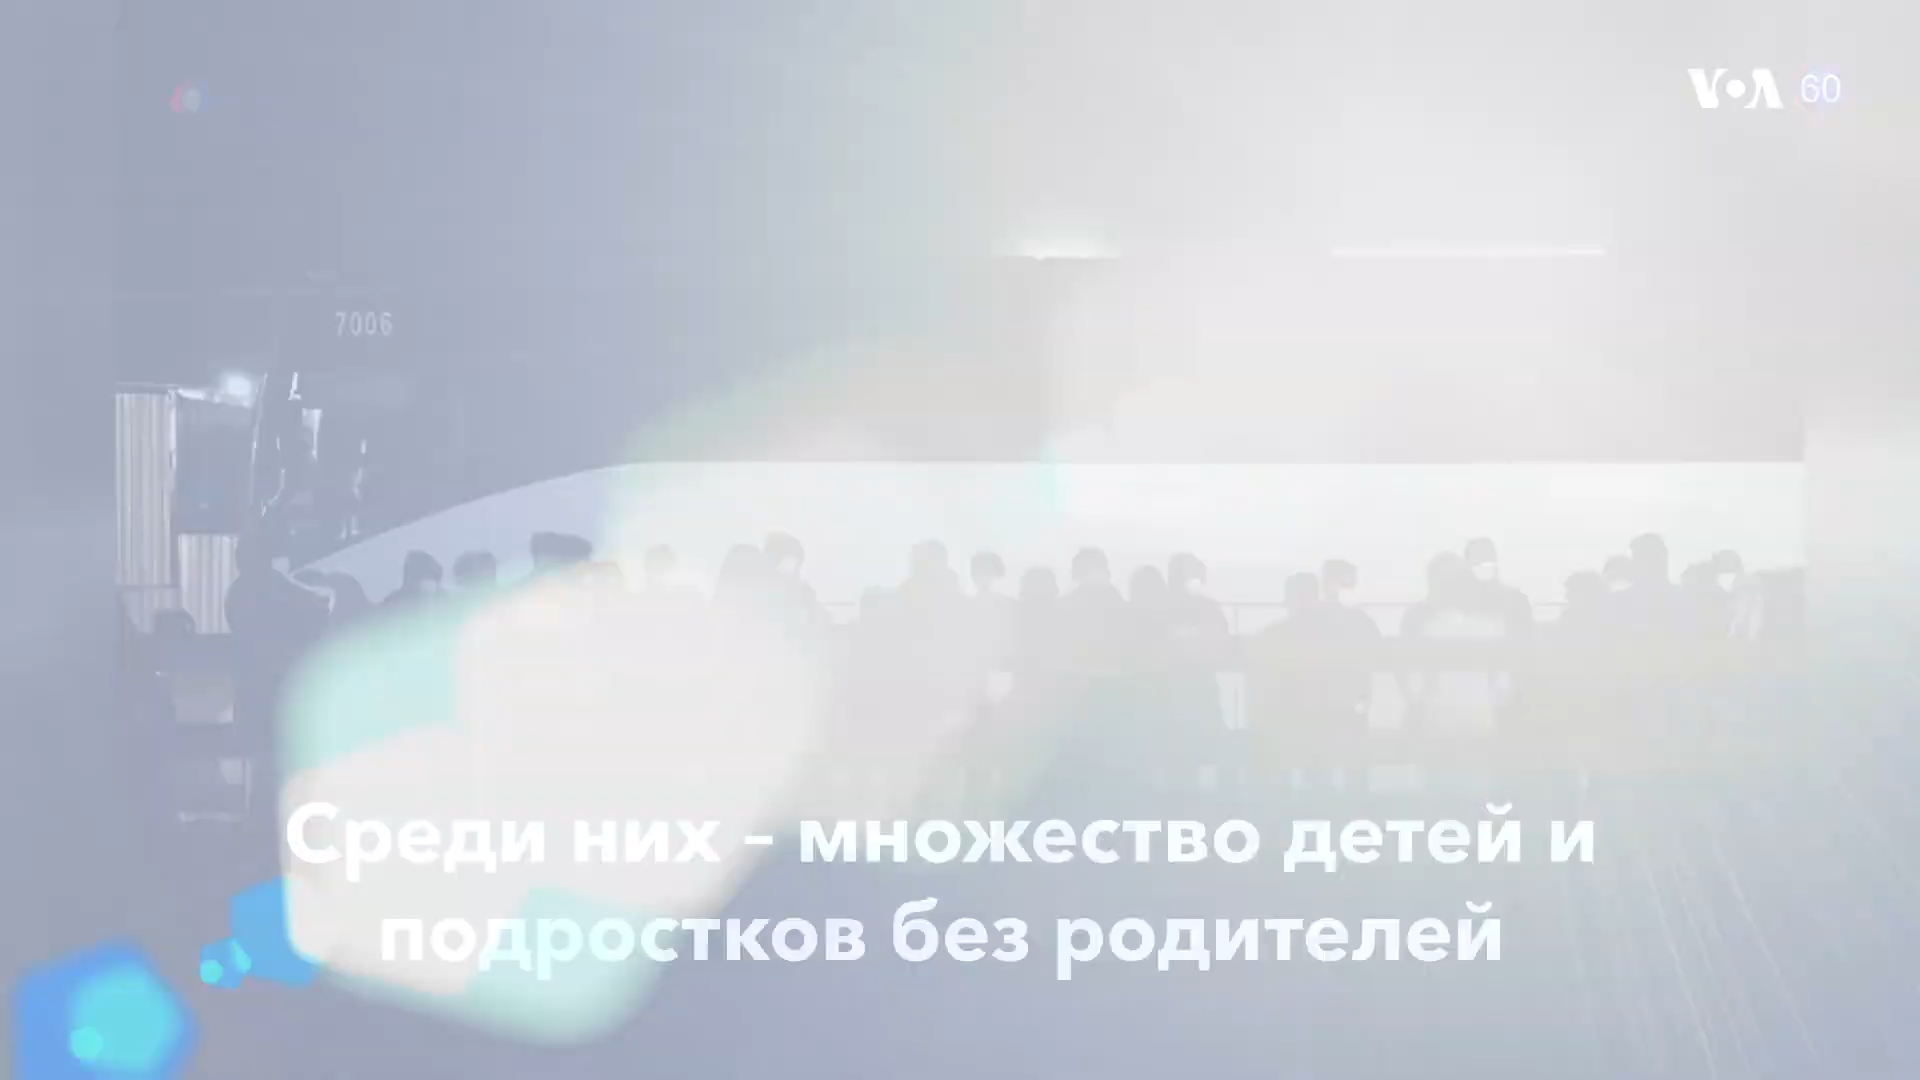 VOA 60
7006
Среди них – множество детей и
подростков без родителей